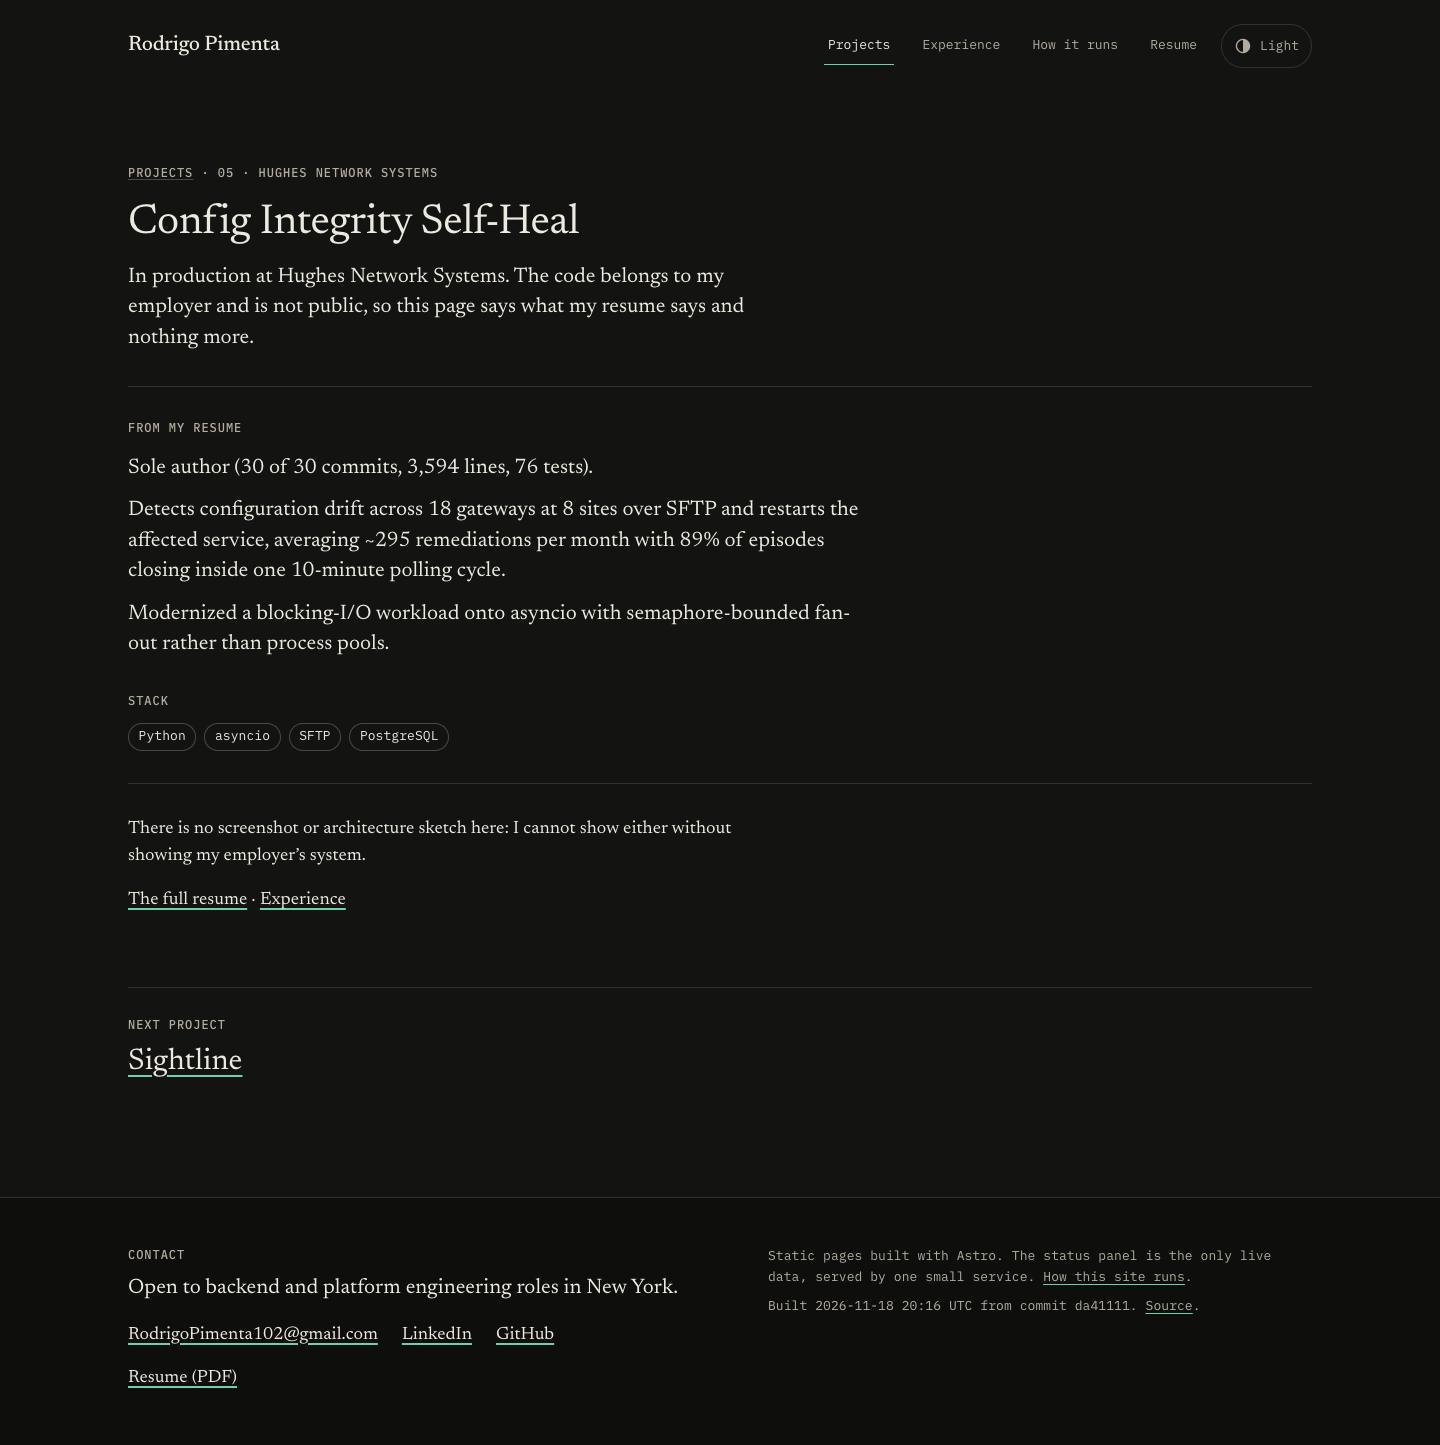 Rodrigo Pimenta
Projects Experience How it runs Resume Light
PROJECTS · 05 · HUGHES NETWORK SYSTEMS
Config Integrity Self-Heal
In production at Hughes Network Systems. The code belongs to my
employer and is not public, so this page says what my resume says and
nothing more.
FROM MY RESUME
Sole author (30 of 30 commits, 3,594 lines, 76 tests).
Detects configuration drift across 18 gateways at 8 sites over SFTP and restarts the
affected service, averaging ~295 remediations per month with 89% of episodes
closing inside one 10-minute polling cycle.
Modernized a blocking-I/O workload onto asyncio with semaphore-bounded fan-
out rather than process pools.
STACK
Python asyncio SFTP PostgreSQL
There is no screenshot or architecture sketch here: I cannot show either without
showing my employer’s system.
The full resume · Experience
NEXT PROJECT
Sightline
CONTACT
Open to backend and platform engineering roles in New York.
RodrigoPimenta102@gmail.com LinkedIn GitHub
Resume (PDF)
Static pages built with Astro. The status panel is the only live
data, served by one small service. How this site runs.
Built 2026-11-18 20:16 UTC from commit da41111. Source.